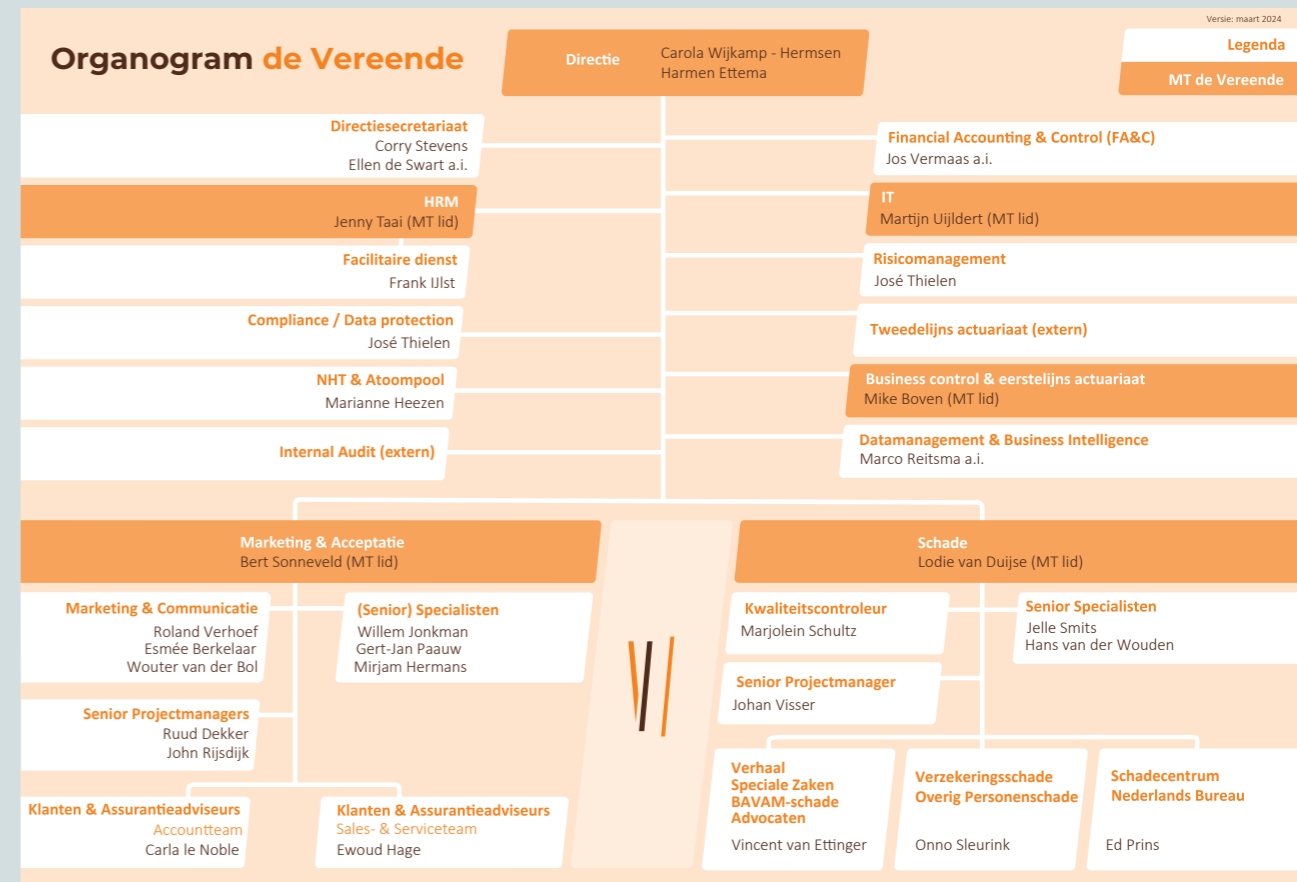 Versie: maart 2024
Organogram de Vereende
Directie
Carola Wijkamp - Hermsen
Harmen Ettema
Legenda
MT de Vereende
Directiesecretariaat
Corry Stevens
Ellen de Swart a.i.
HRM
Jenny Taai (MT lid)
Facilitaire dienst
Frank IJlst
Compliance / Data protection
José Thielen
NHT & Atoompool
Marianne Heezen
Internal Audit (extern)
Financial Accounting & Control (FA&C)
Jos Vermaas a.i.
IT
Martijn Uijldert (MT lid)
Risicomanagement
José Thielen
Tweedelijns actuariaat (extern)
Business control & eerstelijns actuariaat
Mike Boven (MT lid)
Datamanagement & Business Intelligence
Marco Reitsma a.i.
Marketing & Acceptatie
Bert Sonneveld (MT lid)
Marketing & Communicatie
Roland Verhoef
Esmée Berkelaar
Wouter van der Bol
(Senior) Specialisten
Willem Jonkman
Gert-Jan Paauw
Mirjam Hermans
Senior Projectmanagers
Ruud Dekker
John Rijsdijk
Klanten & Assurantieadviseurs
Accountteam
Carla le Noble
Klanten & Assurantieadviseurs
Sales- & Serviceteam
Ewoud Hage
Schade
Lodie van Duijse (MT lid)
Kwaliteitscontroleur
Marjolein Schultz
Senior Specialisten
Jelle Smits
Hans van der Wouden
Senior Projectmanager
Johan Visser
Verhaal
Speciale Zaken
BAVAM-schade
Advocaten
Vincent van Ettinger
Verzekeringsschade
Overig Personenschade
Onno Sleurink
Schadecentrum
Nederlands Bureau
Ed Prins